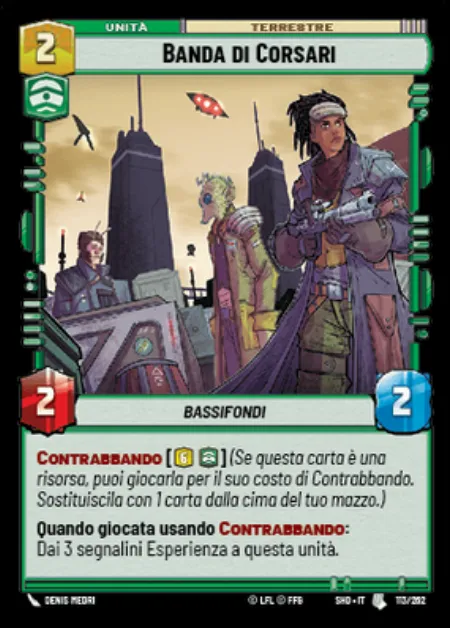 UNITÀ TERRESTRE
2 BANDA DI CORSARI
2 BASSIFONDI 2
CONTRABBANDO [6 ] (Se questa carta è una
risorsa, puoi giocarla per il suo costo di Contrabbando.
Sostituiscila con 1 carta dalla cima del tuo mazzo.)
Quando giocata usando CONTRABBANDO:
Dai 3 segnalini Esperienza a questa unità.
DENIS MEDRI © LFL © FFG SHD • IT 113/262